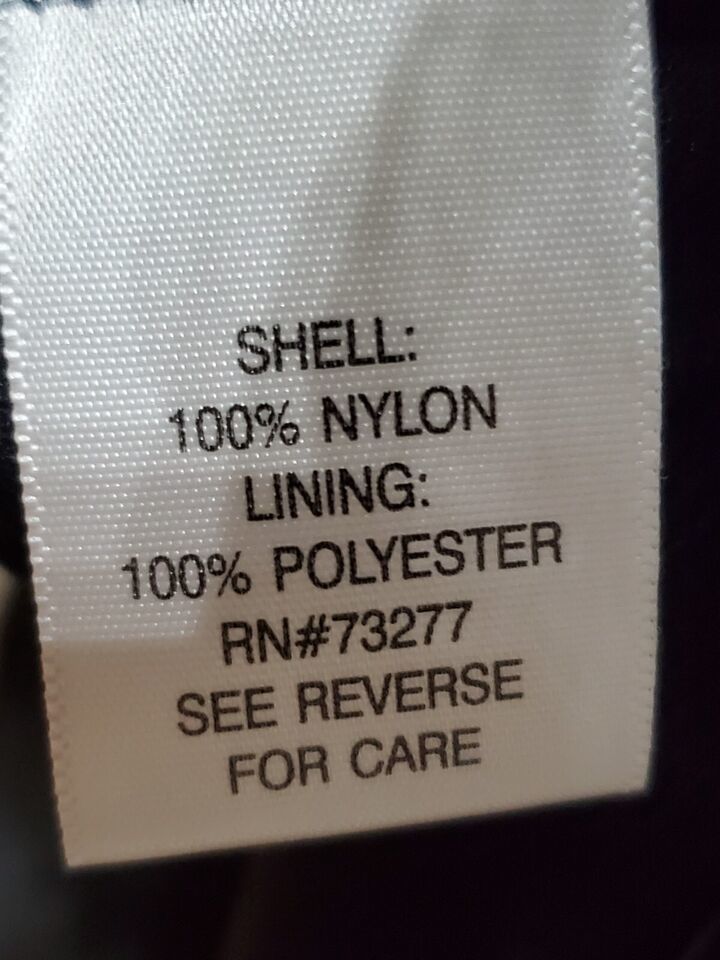 SHELL:
100% NYLON
LINING:
100% POLYESTER
RN#73277
SEE REVERSE
FOR CARE